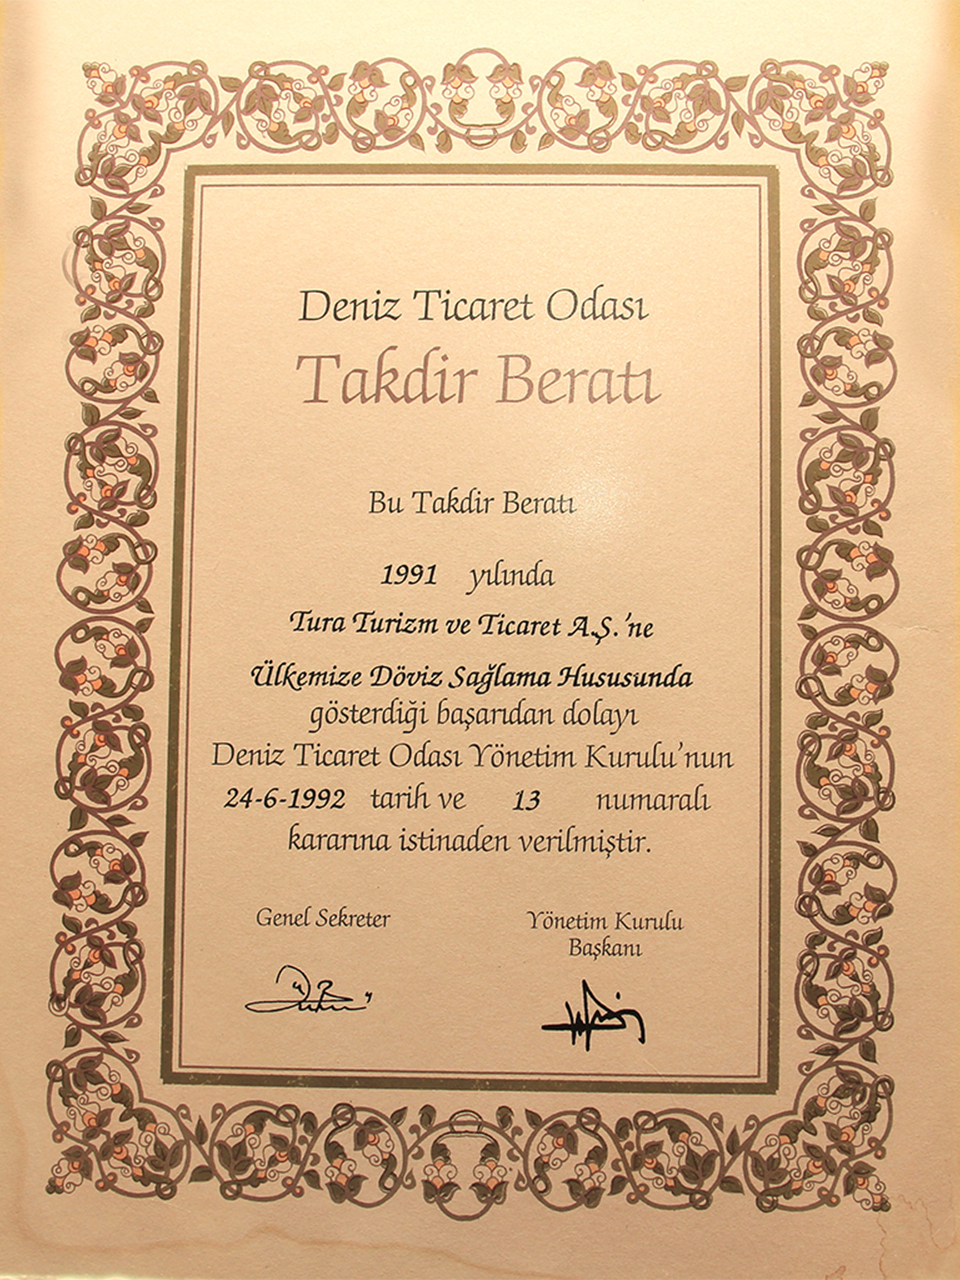 Deniz Ticaret Odası
Takdir Beratı
Bu Takdir Beratı
1991 yılında
Tura Turizm ve Ticaret A.Ş.'ne
Ülkemize Döviz Sağlama Hususunda
gösterdiği başarıdan dolayı
Deniz Ticaret Odası Yönetim Kurulu'nun
24-6-1992 tarih ve 13 numaralı
kararına istinaden verilmiştir.
Genel Sekreter
Yönetim Kurulu
Başkanı